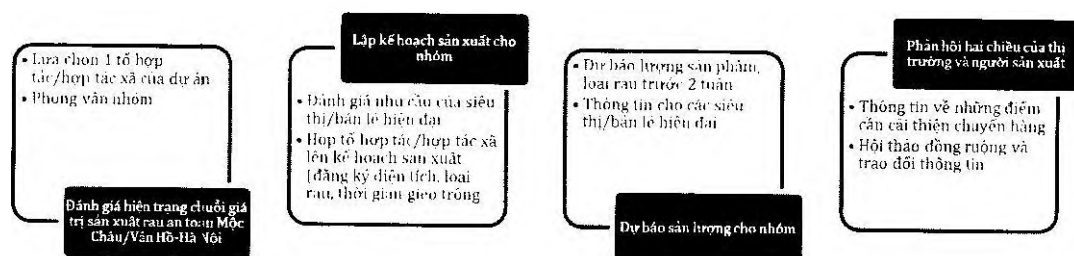 • Lựa chọn 1 tổ hợp
tác/hợp tác xã của dự án
• Phỏng vấn nhóm
Đánh giá hiện trạng chuỗi giá
trị sản xuất rau an toàn Mộc
Châu/Vân Hồ-Hà Nội
Lập kế hoạch sản xuất cho
nhóm
• Đánh giá nhu cầu của siêu
thị/bán lẻ hiện đại
• Họp tổ hợp tác/hợp tác xã
lên kế hoạch sản xuất
(đăng ký diện tích, loại
rau, thời gian gieo trồng
• Dự báo lượng sản phẩm,
loại rau trước 2 tuần
• Thông tin cho các siêu
thị/bán lẻ hiện đại
Dự báo sản lượng cho nhóm
Phản hồi hai chiều của thị
trường và người sản xuất
• Thông tin về những điểm
cần cải thiện chuyến hàng
• Hội thảo đồng ruộng và
trao đổi thông tin